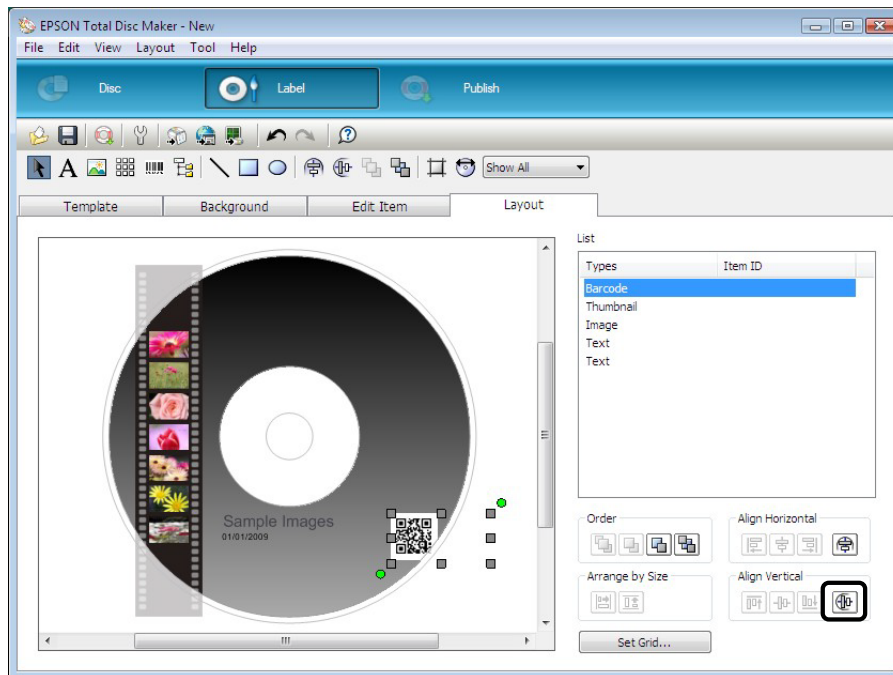 EPSON Total Disc Maker - New
File Edit View Layout Tool Help
Disc Label Publish
A Show All
Template Background Edit Item Layout
List
Types Item ID
Barcode
Thumbnail
Image
Text
Text
Sample Images
01/01/2009
Order Align Horizontal
Arrange by Size Align Vertical
Set Grid...